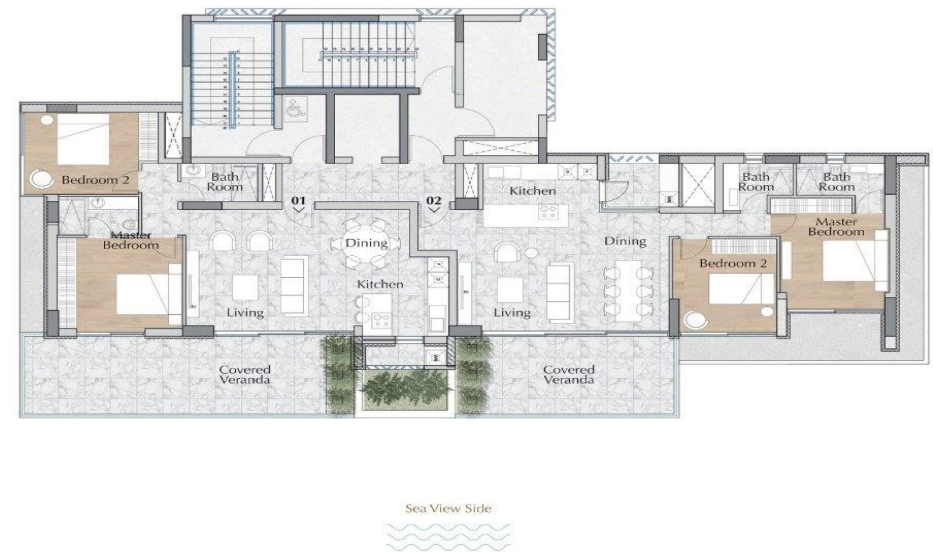 Bedroom 2
Bath
Room
01
02
Kitchen
Bath
Room
Bath
Room
Master
Bedroom
Dining
Dining
Master
Bedroom
Bedroom 2
Kitchen
Living
Living
Covered
Veranda
Covered
Veranda
Sea View Side